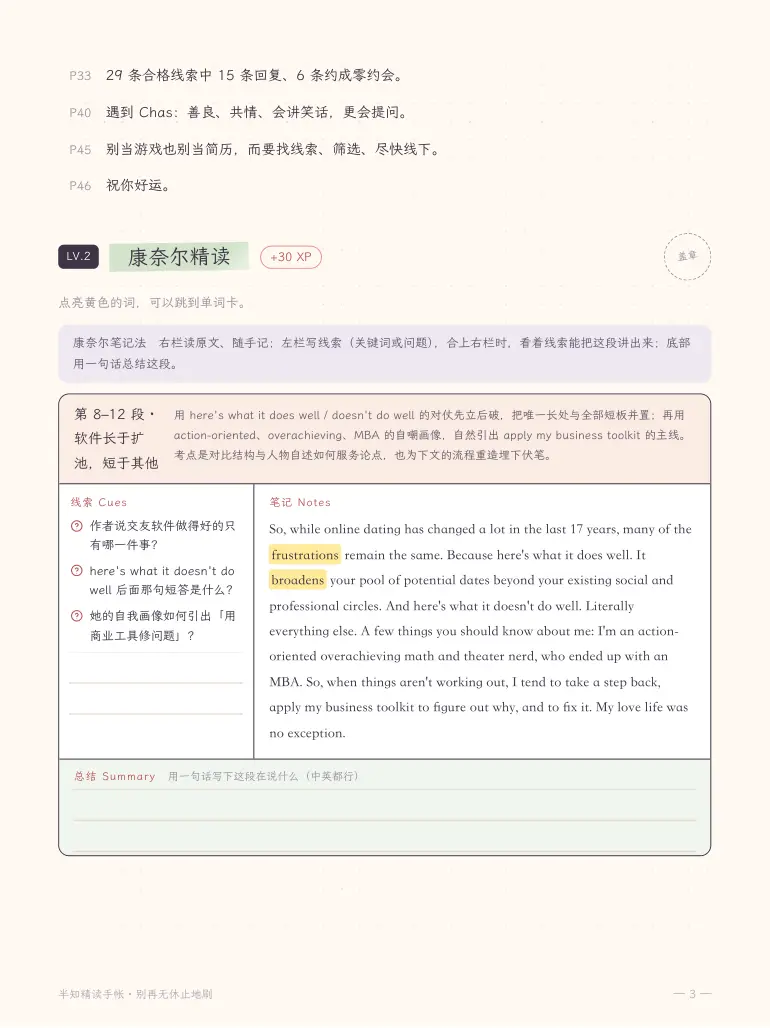 P33 29 条合格线索中 15 条回复、6 条约成零约会。
P40 遇到 Chas：善良、共情、会讲笑话，更会提问。
P45 别当游戏也别当简历，而要找线索、筛选、尽快线下。
P46 祝你好运。
LV.2 康奈尔精读 +30 XP 盖章
点亮黄色的词，可以跳到单词卡。
康奈尔笔记法 右栏读原文、随手记；左栏写线索（关键词或问题），合上右栏时，看着线索能把这段讲出来；底部
用一句话总结这段。
第 8–12 段·
软件长于扩
池，短于其他
用 here's what it does well / doesn't do well 的对仗先立后破，把唯一长处与全部短板并置；再用
action-oriented、overachieving、MBA 的自嘲画像，自然引出 apply my business toolkit 的主线。
考点是对比结构与人物自述如何服务论点，也为下文的流程重造埋下伏笔。
线索 Cues
作者说交友软件做得好的只
有哪一件事？
here's what it doesn't do
well 后面那句短答是什么？
她的自我画像如何引出「用
商业工具修问题」？
笔记 Notes
So, while online dating has changed a lot in the last 17 years, many of the
frustrations remain the same. Because here's what it does well. It
broadens your pool of potential dates beyond your existing social and
professional circles. And here's what it doesn't do well. Literally
everything else. A few things you should know about me: I'm an action-
oriented overachieving math and theater nerd, who ended up with an
MBA. So, when things aren't working out, I tend to take a step back,
apply my business toolkit to figure out why, and to fix it. My love life was
no exception.
总结 Summary 用一句话写下这段在说什么（中英都行）
半知精读手帐·别再无休止地刷
— 3 —